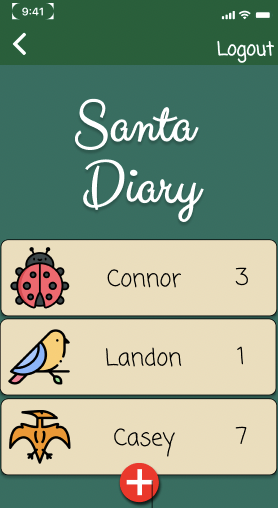 9:41
Logout
Santa
Diary
Connor 3
Landon 1
Casey 7